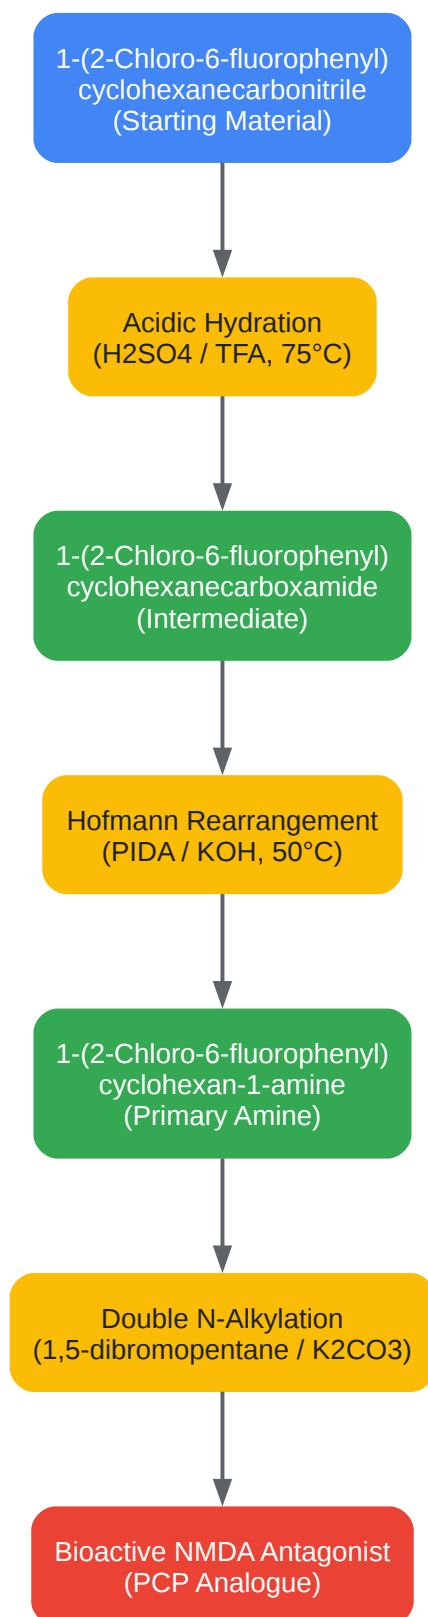 1-(2-Chloro-6-fluorophenyl)
cyclohexanecarbonitrile
(Starting Material)
Acidic Hydration
(H2SO4 / TFA, 75°C)
1-(2-Chloro-6-fluorophenyl)
cyclohexanecarboxamide
(Intermediate)
Hofmann Rearrangement
(PIDA / KOH, 50°C)
1-(2-Chloro-6-fluorophenyl)
cyclohexan-1-amine
(Primary Amine)
Double N-Alkylation
(1,5-dibromopentane / K2CO3)
Bioactive NMDA Antagonist
(PCP Analogue)